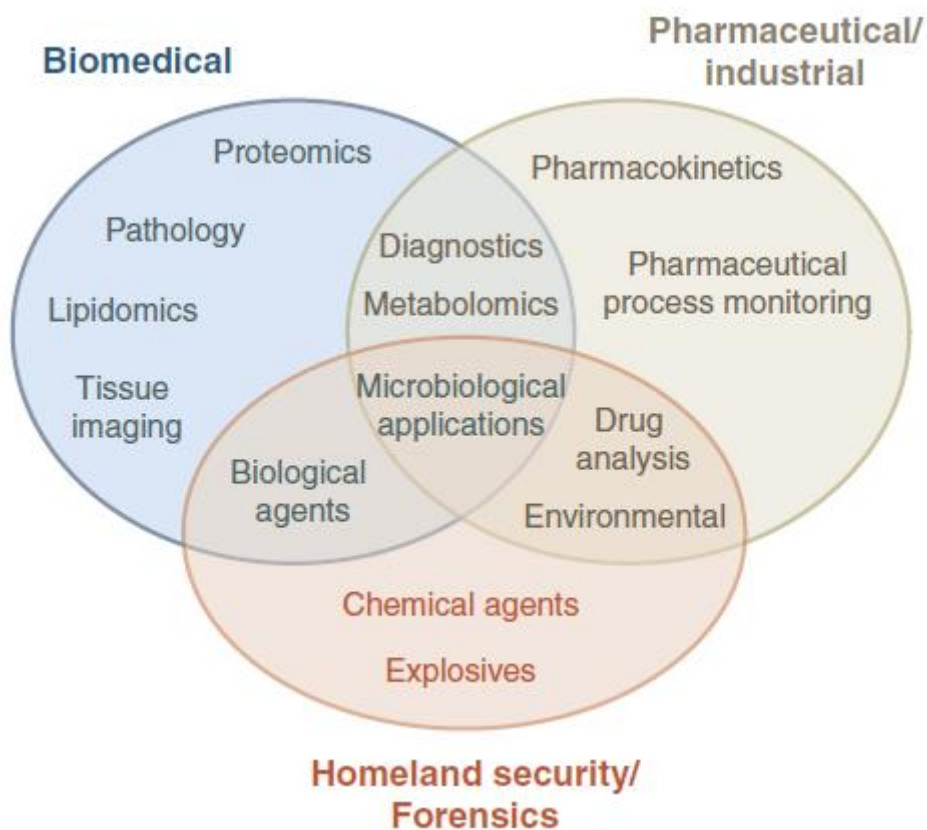 Biomedical
Pharmaceutical/
industrial
Proteomics
Pathology
Lipidomics
Tissue
imaging
Diagnostics
Metabolomics
Pharmacokinetics
Pharmaceutical
process monitoring
Microbiological
applications
Biological
agents
Drug
analysis
Environmental
Chemical agents
Explosives
Homeland security/
Forensics